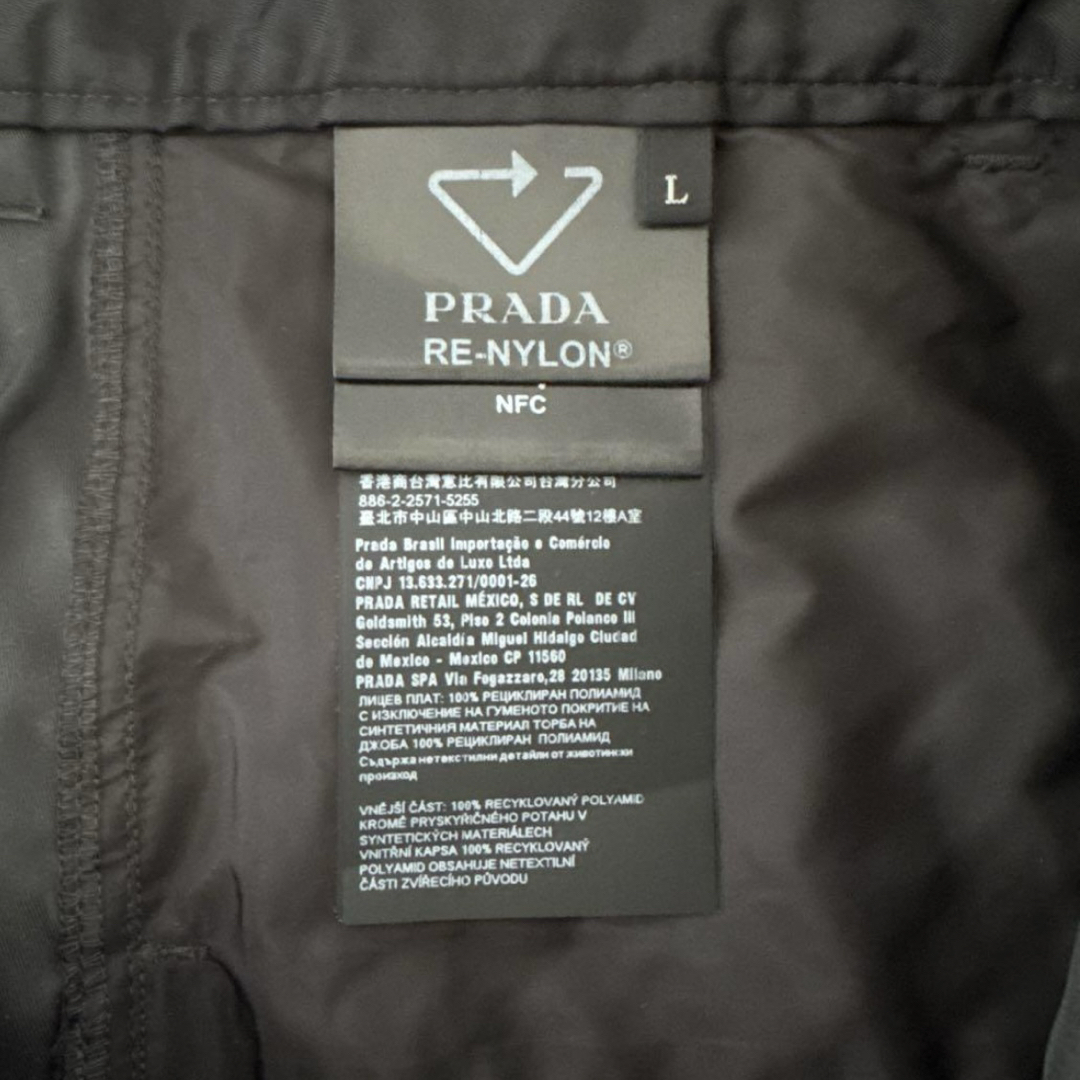 L
PRADA
RE-NYLON®
NFC
香港商台灣意比有限公司台灣分公司
886-2-2571-5255
臺北市中山區中山北路二段44號12樓A室
Prada Brasil Importação e Comércio
de Artigos de Luxo Ltda
CNPJ 13.633.271/0001-26
PRADA RETAIL MÉXICO, S DE RL DE CV
Goldsmith 53, Piso 2 Colonia Polanco III
Sección Alcaldía Miguel Hidalgo Ciudad
de Mexico - Mexico CP 11560
PRADA SPA Via Fogazzaro,28 20135 Milano
ЛИЦЕВ ПЛАТ: 100% РЕЦИКЛИРАН ПОЛИАМИД
С ИЗКЛЮЧЕНИЕ НА ГУМЕНОТО ПОКРИТИЕ НА
СИНТЕТИЧНИЯ МАТЕРИАЛ ТОРБА НА
ДЖОБА 100% РЕЦИКЛИРАН ПОЛИАМИД
Съдържа нетекстилни детайли от животински
произход
VNĚJŠÍ ČÁST: 100% RECYKLOVANÝ POLYAMID
KROMĚ PRYSKYŘIČNÉHO POTAHU V
SYNTETICKÝCH MATERIÁLECH
VNITŘNÍ KAPSA 100% RECYKLOVANÝ
POLYAMID OBSAHUJE NETEXTILNÍ
ČÁSTI ZVÍŘECÍHO PŮVODU